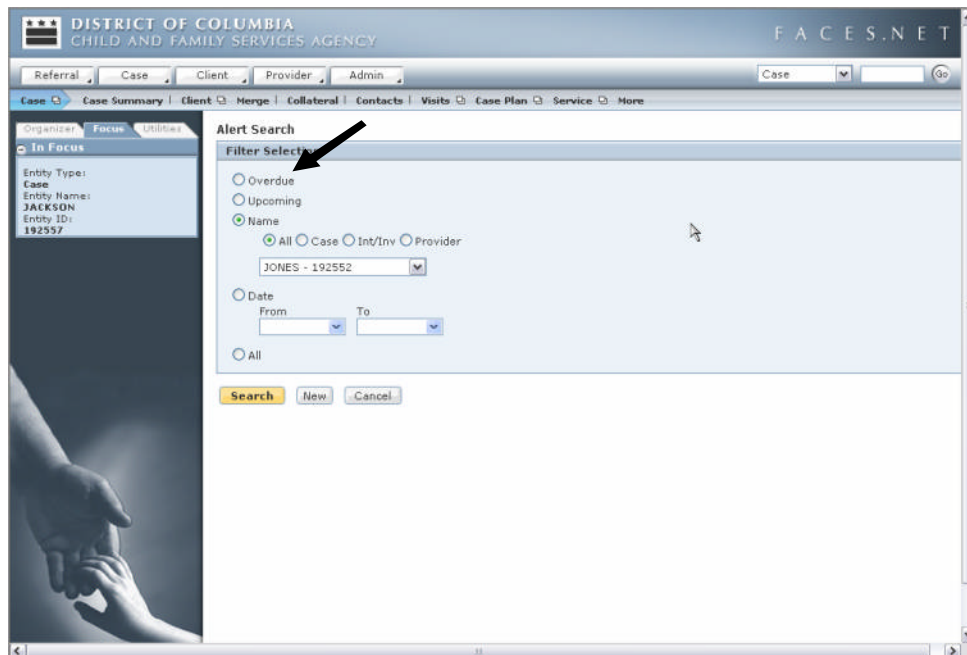 DISTRICT OF COLUMBIA
CHILD AND FAMILY SERVICES AGENCY
FACES.NET
Referral Case Client Provider Admin Case Go
Case Case Summary | Client Merge | Collateral | Contacts | Visits Case Plan Service More
Organizer Focus Utilities
In Focus
Entity Type:
Case
Entity Name:
JACKSON
Entity ID:
192557
Alert Search
Filter Selection
Overdue
Upcoming
Name
All Case Int/Inv Provider
JONES - 192552
Date
From To
All
Search New Cancel